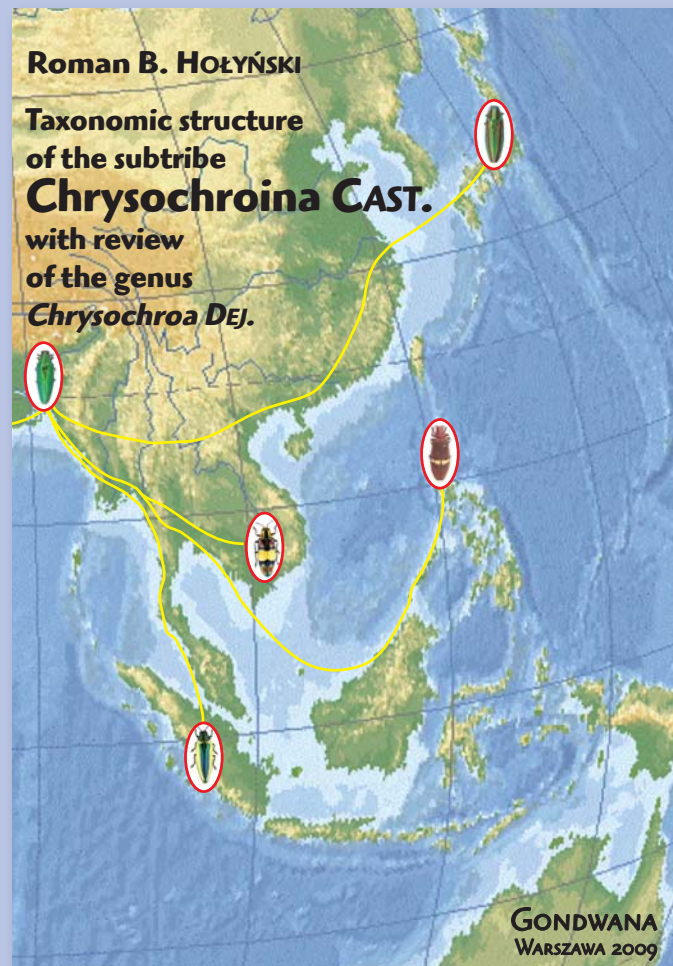 Roman B. HOŁYŃSKI
Taxonomic structure
of the subtribe
Chrysochroina CAST.
with review
of the genus
Chrysochroa DEJ.
GONDWANA
WARSZAWA 2009